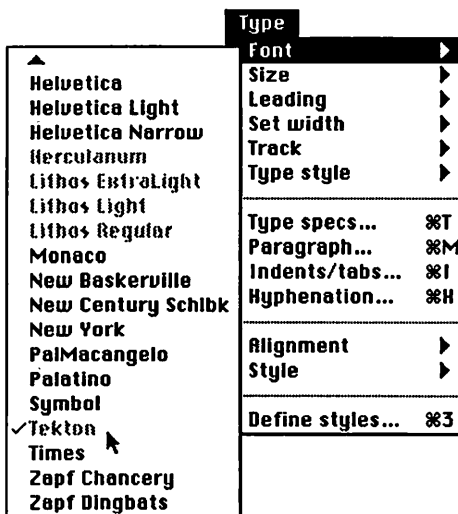 Type
Font
Size
Leading
Set width
Track
Type style
Type specs... ⌘T
Paragraph... ⌘M
Indents/tabs... ⌘I
Hyphenation... ⌘H
Alignment
Style
Define styles... ⌘3
Helvetica
Helvetica Light
Helvetica Narrow
Herculanum
Lithos ExtraLight
Lithos Light
Lithos Regular
Monaco
New Baskerville
New Century Schlbk
New York
PalMacangelo
Palatino
Symbol
✓Tekton
Times
Zapf Chancery
Zapf Dingbats